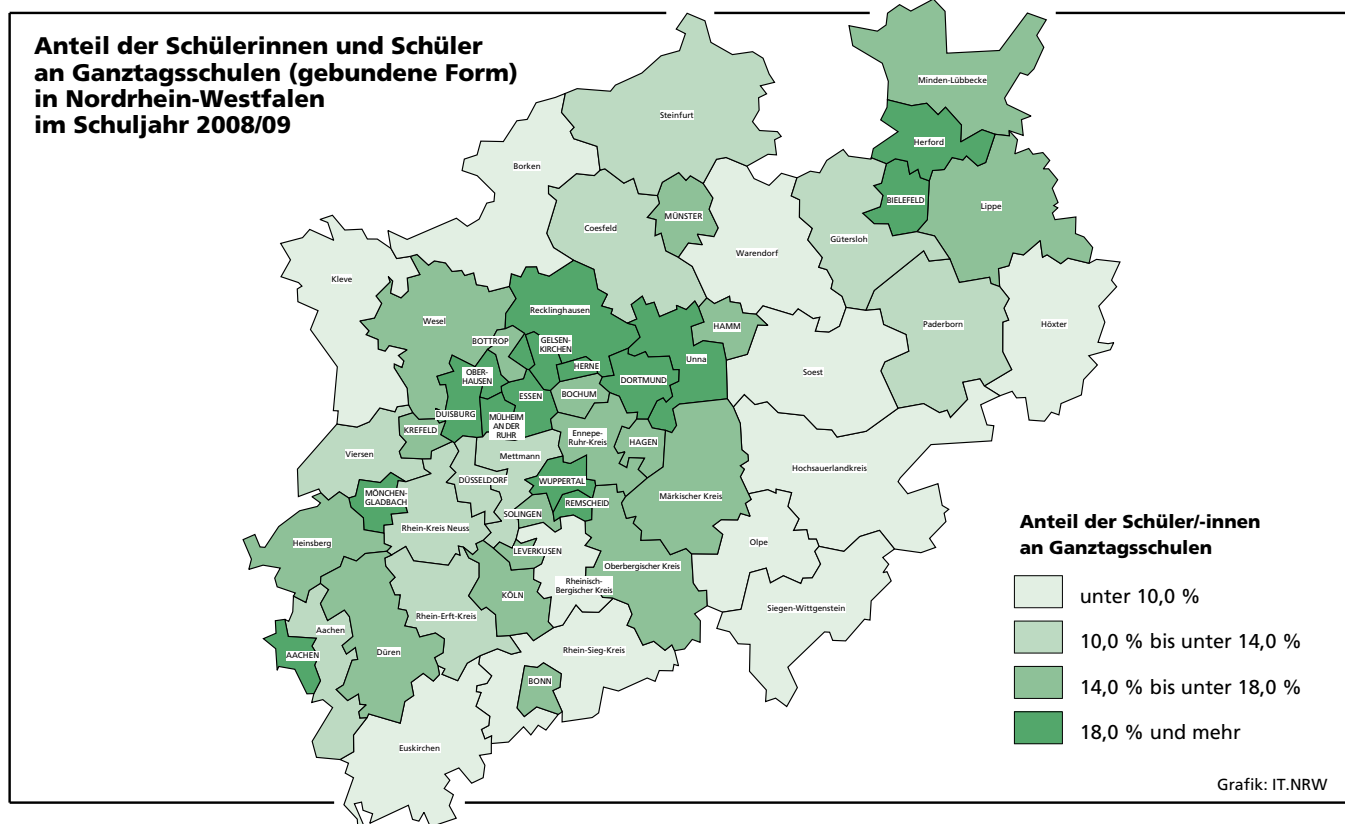 Anteil der Schülerinnen und Schüler
an Ganztagsschulen (gebundene Form)
in Nordrhein-Westfalen
im Schuljahr 2008/09
Minden-Lübbecke
Steinfurt
Herford
Borken
BIELEFELD
Lippe
MÜNSTER
Coesfeld
Gütersloh
Warendorf
Kleve
Recklinghausen
Wesel
HAMM
Paderborn
Höxter
BOTTROP
GELSEN-
KIRCHEN
Unna
HERNE
Soest
OBER-
HAUSEN
DORTMUND
ESSEN
BOCHUM
DUISBURG
MÜLHEIM
AN DER
RUHR
KREFELD
Ennepe-
Ruhr-Kreis
HAGEN
Viersen
Mettmann
Hochsauerlandkreis
DÜSSELDORF
WUPPERTAL
MÖNCHEN-
GLADBACH
Märkischer Kreis
REMSCHEID
SOLINGEN
Rhein-Kreis Neuss
Heinsberg
Olpe
LEVERKUSEN
Oberbergischer Kreis
Rheinisch-
Bergischer Kreis
KÖLN
Siegen-Wittgenstein
Rhein-Erft-Kreis
Aachen
AACHEN
Düren
Rhein-Sieg-Kreis
BONN
Euskirchen
Anteil der Schüler/-innen
an Ganztagsschulen
unter 10,0 %
10,0 % bis unter 14,0 %
14,0 % bis unter 18,0 %
18,0 % und mehr
Grafik: IT.NRW